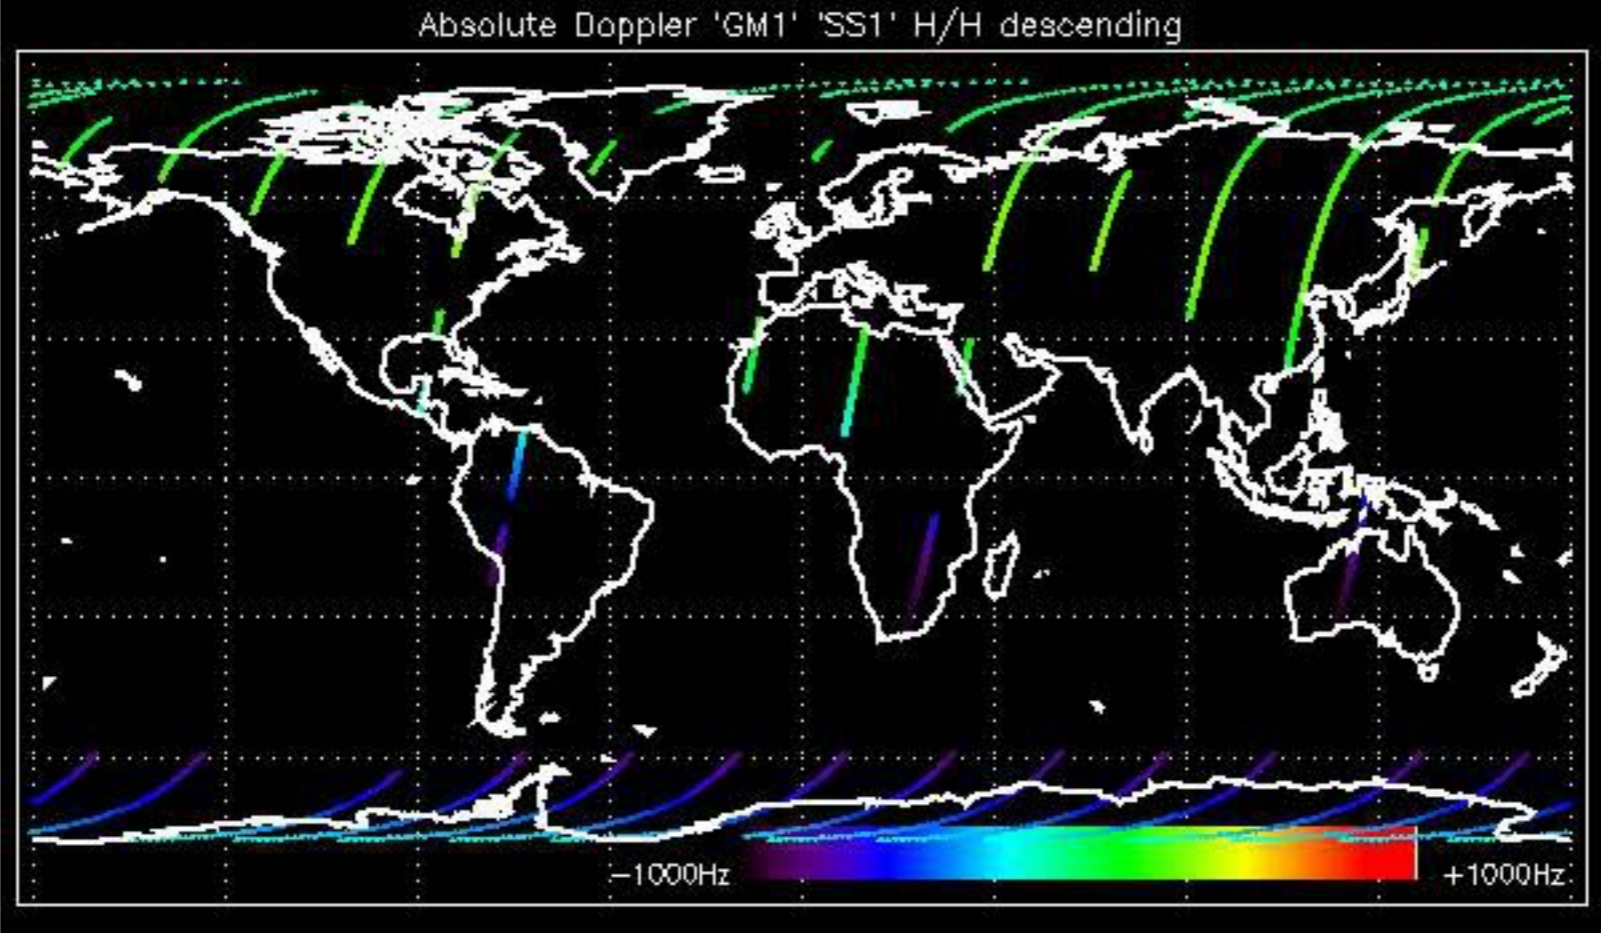 Absolute Doppler 'GM1' 'SS1' H/H descending
−1000Hz
+1000Hz